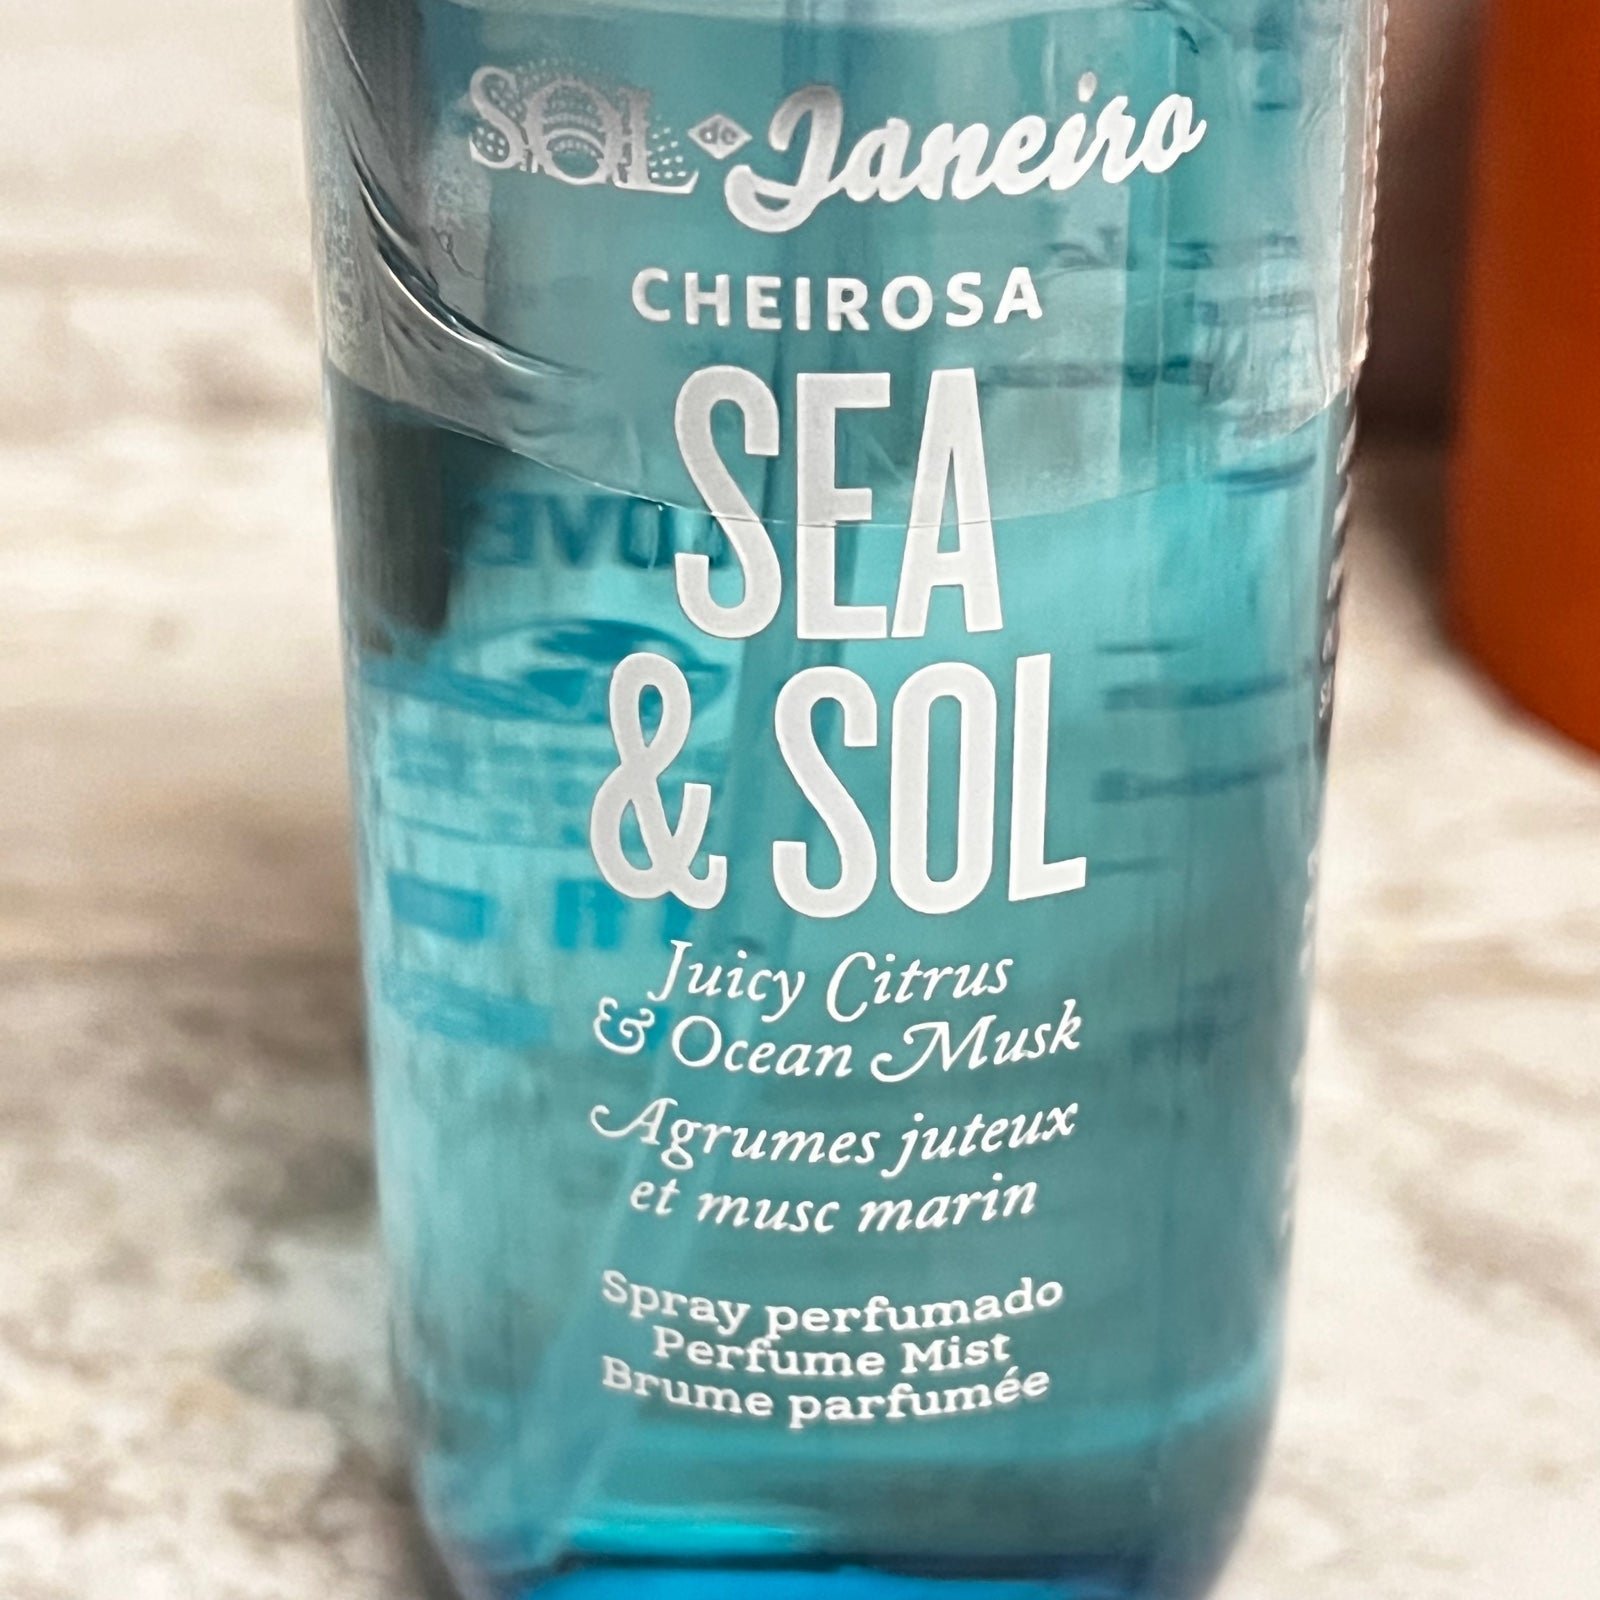 SOL de Janeiro
CHEIROSA
SEA
& SOL
Juicy Citrus
& Ocean Musk
Agrumes juteux
et musc marin
Spray perfumado
Perfume Mist
Brume parfumée